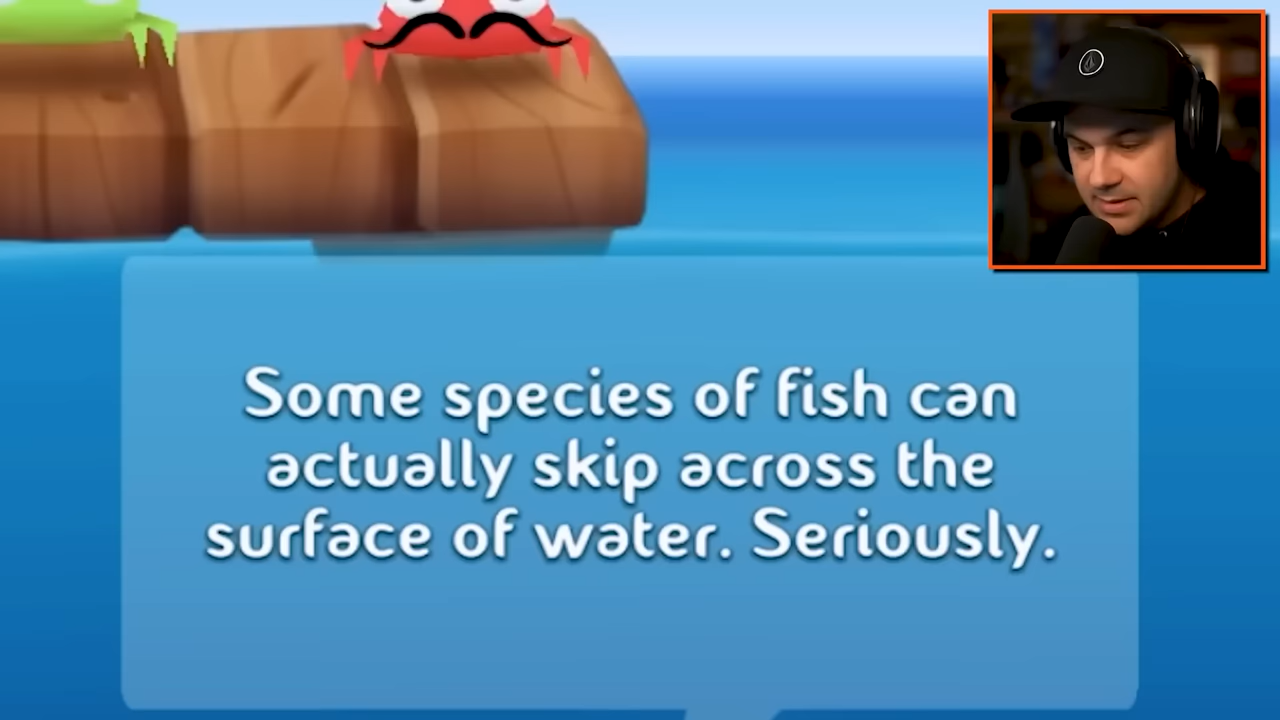 Some species of fish can
actually skip across the
surface of water. Seriously.